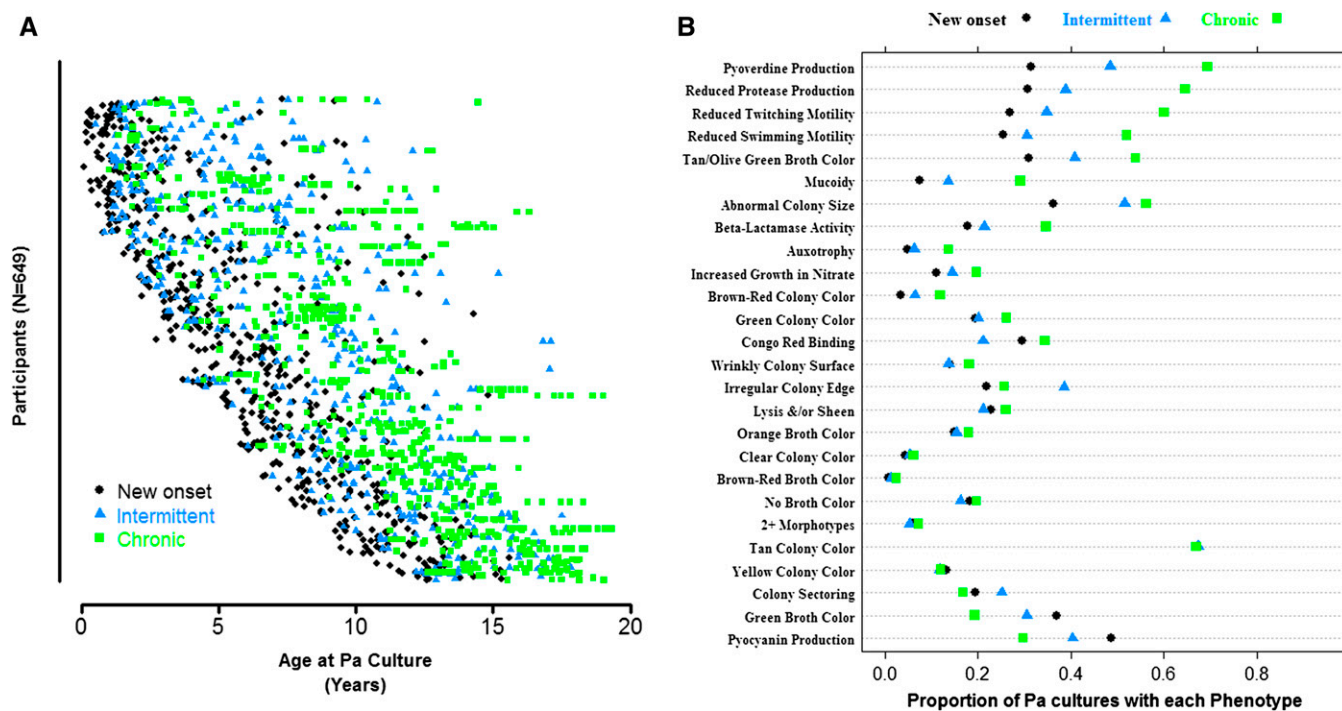 A
Participants (N=649)
New onset
Intermittent
Chronic
0 5 10 15 20
Age at Pa Culture
(Years)
B
New onset Intermittent Chronic
Pyoverdine Production
Reduced Protease Production
Reduced Twitching Motility
Reduced Swimming Motility
Tan/Olive Green Broth Color
Mucoidy
Abnormal Colony Size
Beta-Lactamase Activity
Auxotrophy
Increased Growth in Nitrate
Brown-Red Colony Color
Green Colony Color
Congo Red Binding
Wrinkly Colony Surface
Irregular Colony Edge
Lysis &/or Sheen
Orange Broth Color
Clear Colony Color
Brown-Red Broth Color
No Broth Color
2+ Morphotypes
Tan Colony Color
Yellow Colony Color
Colony Sectoring
Green Broth Color
Pyocyanin Production
0.0 0.2 0.4 0.6 0.8
Proportion of Pa cultures with each Phenotype